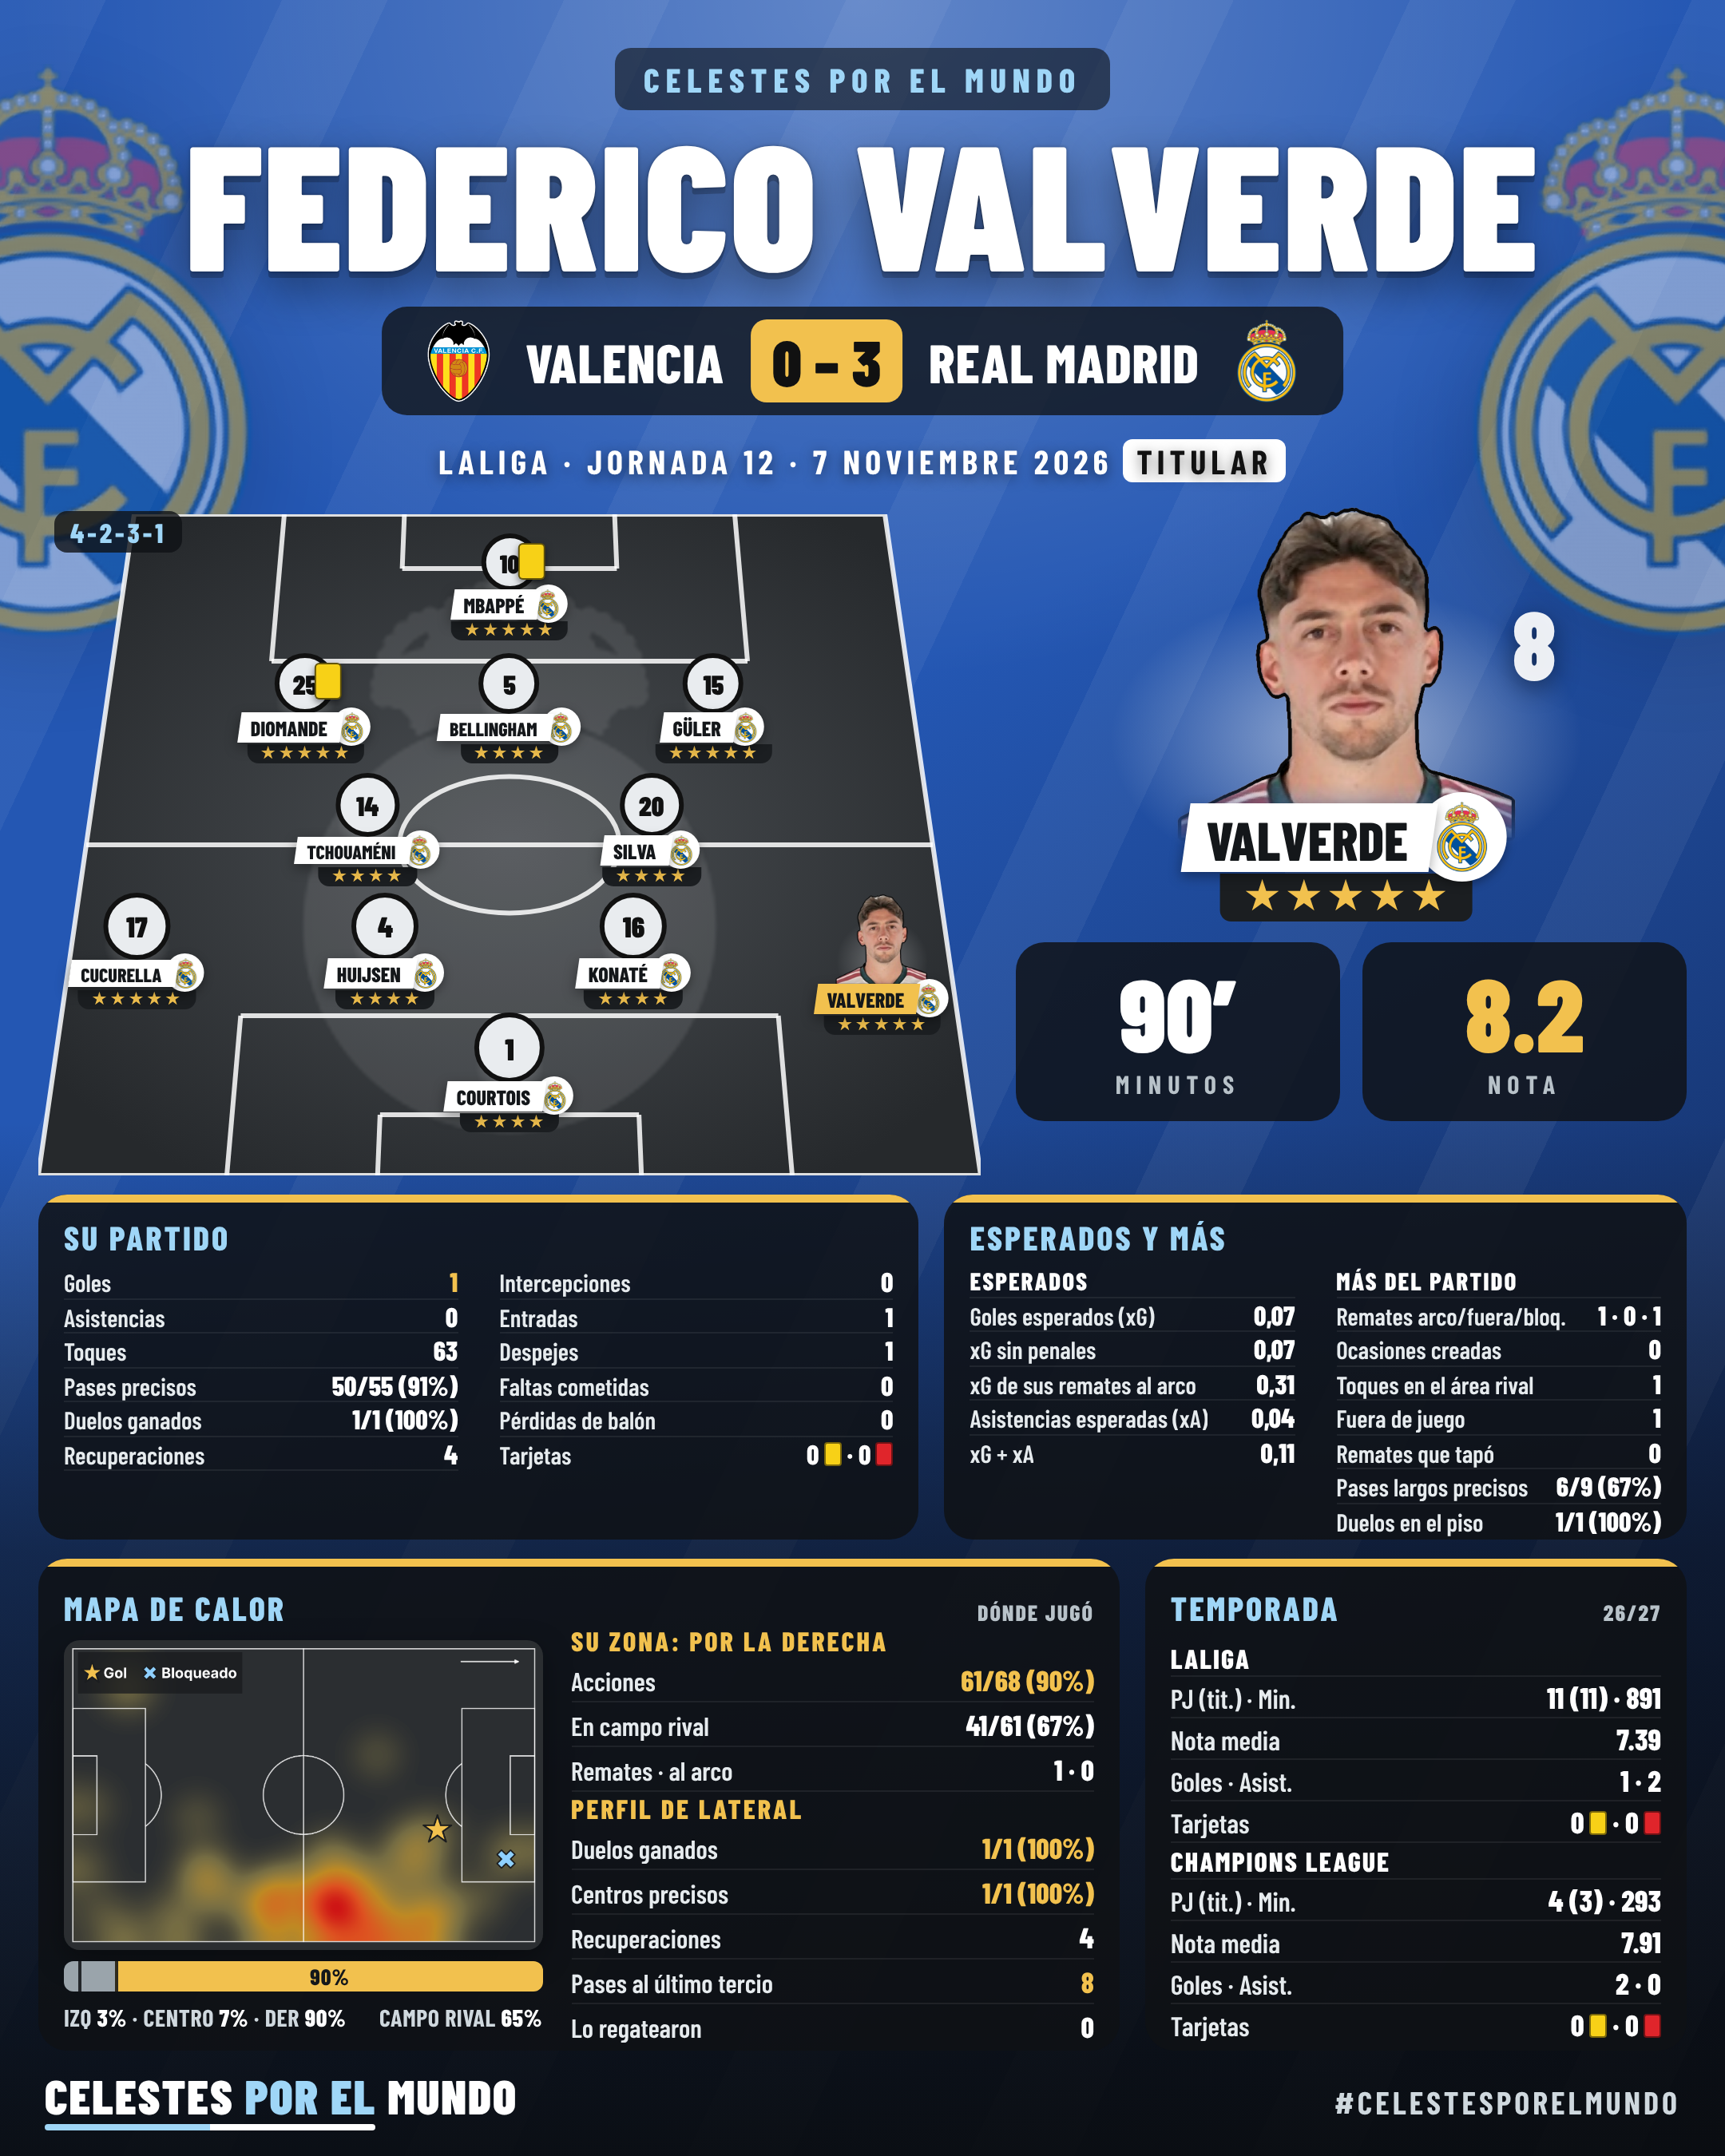 CELESTES POR EL MUNDO
FEDERICO VALVERDE
VALENCIA C.F.
VALENCIA 0 – 3 REAL MADRID
LALIGA · JORNADA 12 · 7 NOVIEMBRE 2026 TITULAR
4-2-3-1
10
MBAPPÉ
25 5 15
DIOMANDE BELLINGHAM GÜLER
14 20
TCHOUAMÉNI SILVA
17 4 16
CUCURELLA HUIJSEN KONATÉ
VALVERDE
1
COURTOIS
8
VALVERDE
90’ 8.2
MINUTOS NOTA
SU PARTIDO
Goles 1
Asistencias 0
Toques 63
Pases precisos 50/55 (91%)
Duelos ganados 1/1 (100%)
Recuperaciones 4
Intercepciones 0
Entradas 1
Despejes 1
Faltas cometidas 0
Pérdidas de balón 0
Tarjetas 0 · 0
ESPERADOS Y MÁS
ESPERADOS
Goles esperados (xG) 0,07
xG sin penales 0,07
xG de sus remates al arco 0,31
Asistencias esperadas (xA) 0,04
xG + xA 0,11
MÁS DEL PARTIDO
Remates arco/fuera/bloq. 1 · 0 · 1
Ocasiones creadas 0
Toques en el área rival 1
Fuera de juego 1
Remates que tapó 0
Pases largos precisos 6/9 (67%)
Duelos en el piso 1/1 (100%)
MAPA DE CALOR DÓNDE JUGÓ
Gol Bloqueado
90%
IZQ 3% · CENTRO 7% · DER 90% CAMPO RIVAL 65%
SU ZONA: POR LA DERECHA
Acciones 61/68 (90%)
En campo rival 41/61 (67%)
Remates · al arco 1 · 0
PERFIL DE LATERAL
Duelos ganados 1/1 (100%)
Centros precisos 1/1 (100%)
Recuperaciones 4
Pases al último tercio 8
Lo regatearon 0
TEMPORADA 26/27
LALIGA
PJ (tit.) · Min. 11 (11) · 891
Nota media 7.39
Goles · Asist. 1 · 2
Tarjetas 0 · 0
CHAMPIONS LEAGUE
PJ (tit.) · Min. 4 (3) · 293
Nota media 7.91
Goles · Asist. 2 · 0
Tarjetas 0 · 0
CELESTES POR EL MUNDO
#CELESTESPORELMUNDO